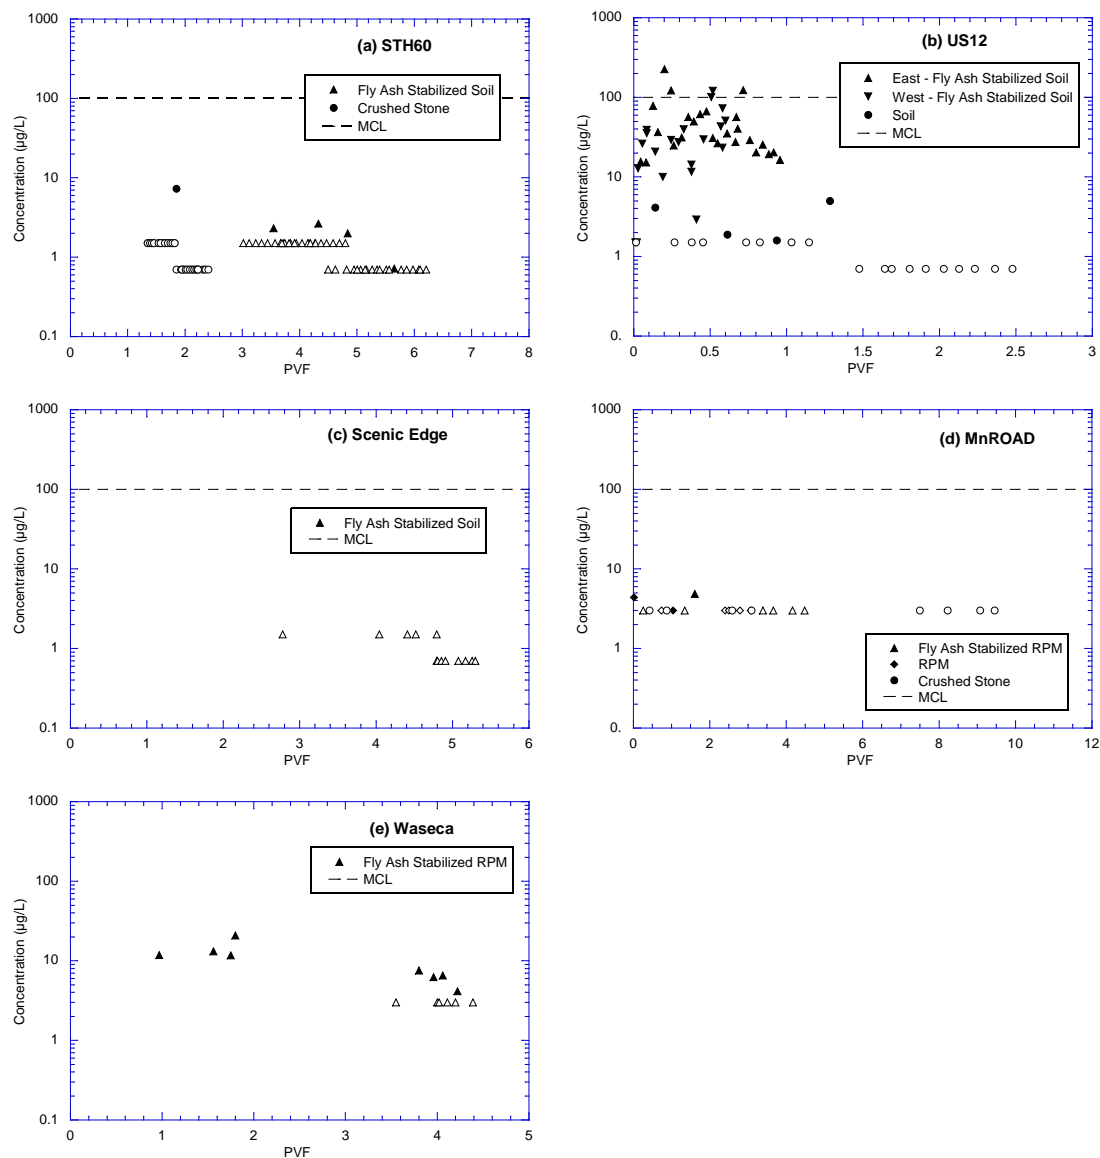 (a) STH60
Fly Ash Stabilized Soil
Crushed Stone
MCL
Concentration (µg/L)
1000
100
10
1
0.1
0 1 2 3 4 5 6 7 8
PVF
(b) US12
East - Fly Ash Stabilized Soil
West - Fly Ash Stabilized Soil
Soil
MCL
Concentration (µg/L)
1000
100
10
1
0.
0 0.5 1 1.5 2 2.5 3
PVF
(c) Scenic Edge
Fly Ash Stabilized Soil
MCL
Concentration (µg/L)
1000
100
10
1
0.1
0 1 2 3 4 5 6
PVF
(d) MnROAD
Fly Ash Stabilized RPM
RPM
Crushed Stone
MCL
Concentration (µg/L)
1000
100
10
1
0.
0 2 4 6 8 10 12
PVF
(e) Waseca
Fly Ash Stabilized RPM
MCL
Concentration (µg/L)
1000
100
10
1
0.1
0 1 2 3 4 5
PVF